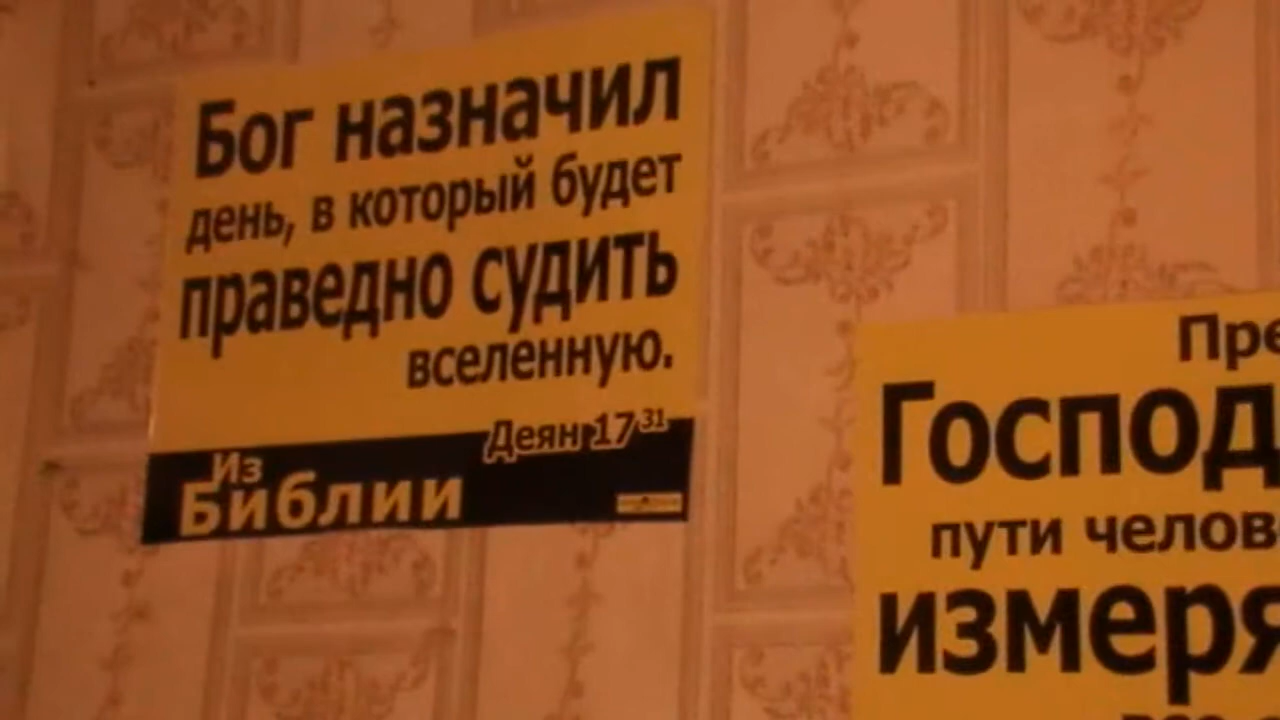 Бог назначил
день, в который будет
праведно судить
вселенную.
Деян 17 31
Из
Библии
Пре
Господ
пути челов
измеря